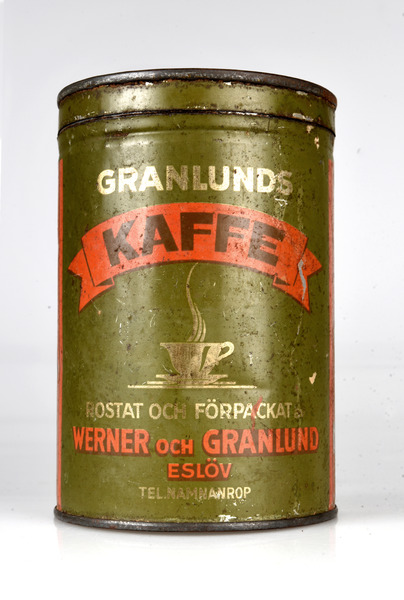 GRANLUNDS
KAFFE
ROSTAT OCH FÖRPACKAT
WERNER OCH GRANLUND
ESLÖV
TEL. NAMNANROP